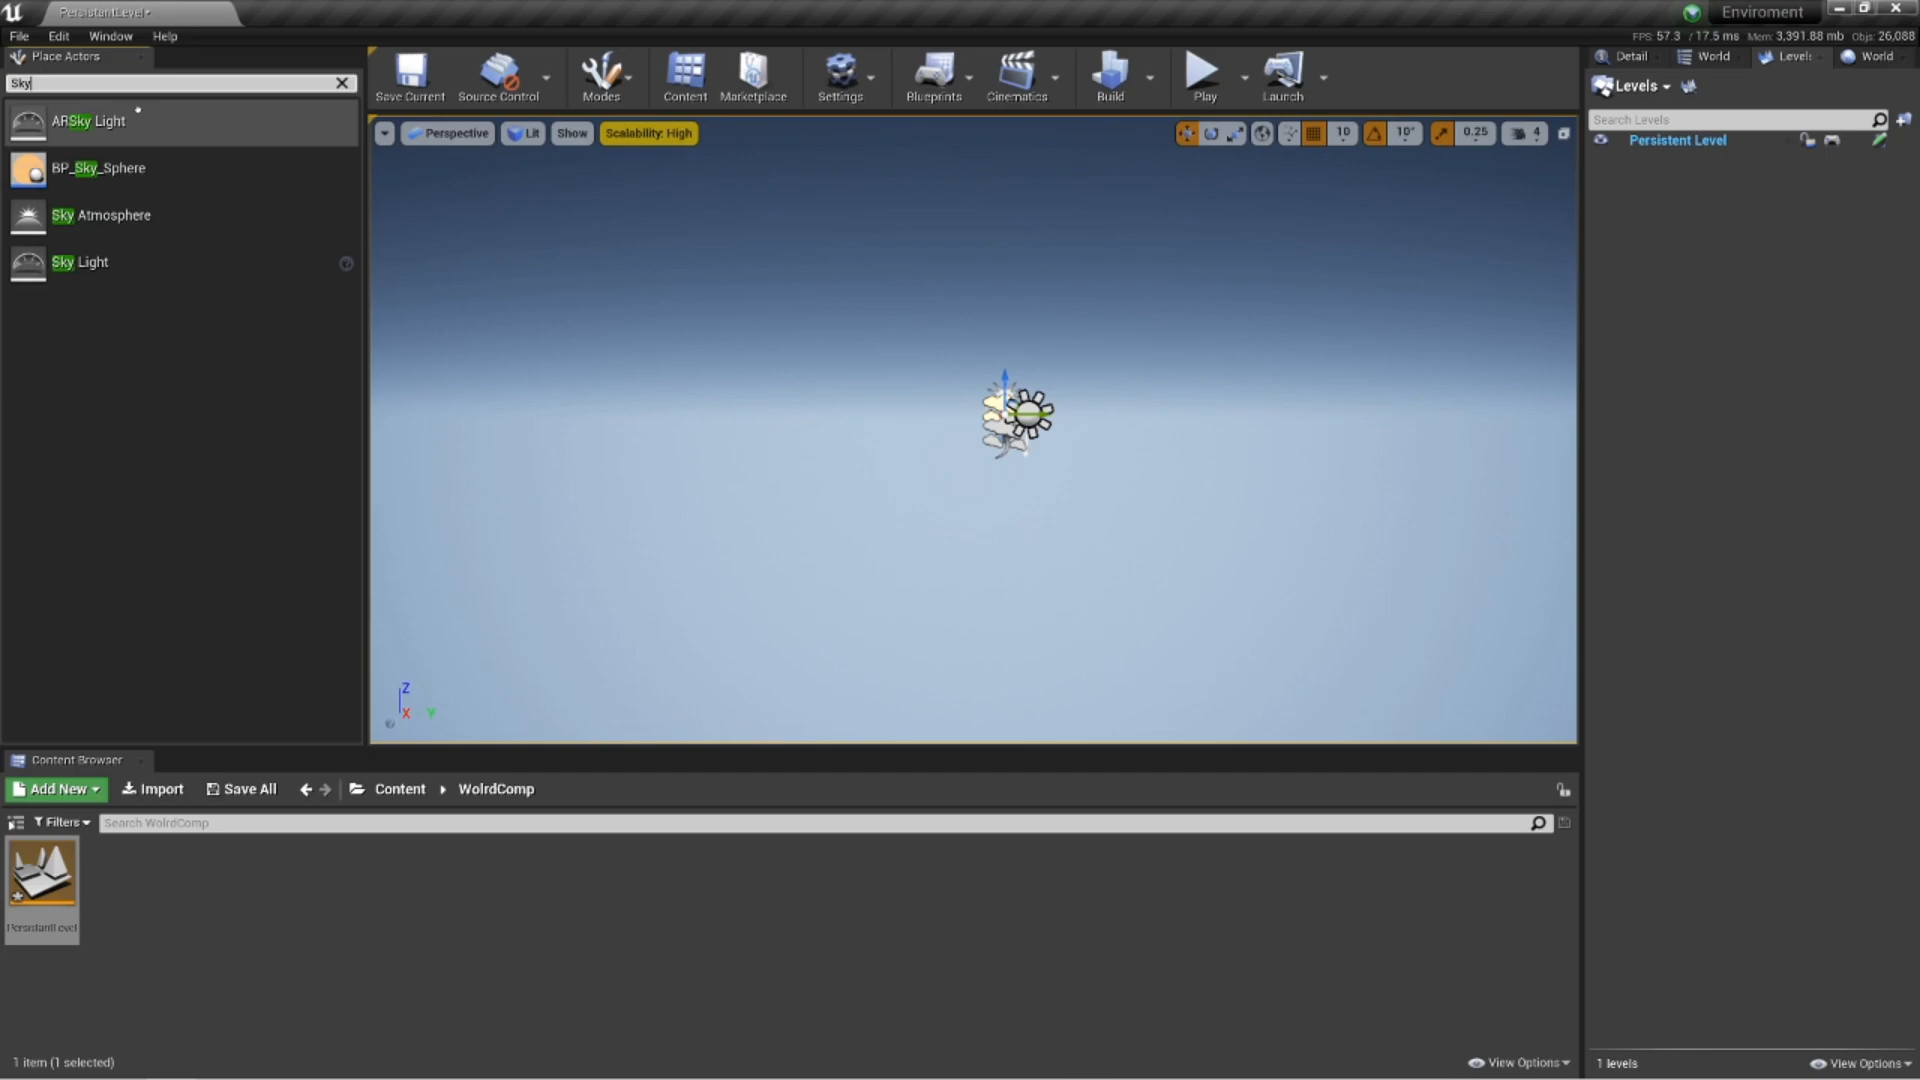 PersistentLevel•
Enviroment
File Edit Window Help
FPS: 57.3 / 17.5 ms Mem: 3,391.88 mb Objs: 26,088
Place Actors
Sky
ARSky Light
BP_Sky_Sphere
Sky Atmosphere
Sky Light
Save Current
Source Control
Modes
Content
Marketplace
Settings
Blueprints
Cinematics
Build
Play
Launch
Perspective
Lit
Show
Scalability: High
10
10°
0.25
4
Z
X Y
Detail
World
Levels
World
Levels
Search Levels
Persistent Level
Content Browser
Add New
Import
Save All
Content
WolrdComp
Filters
Search WolrdComp
PersistantLevel
1 item (1 selected)
View Options
1 levels
View Options